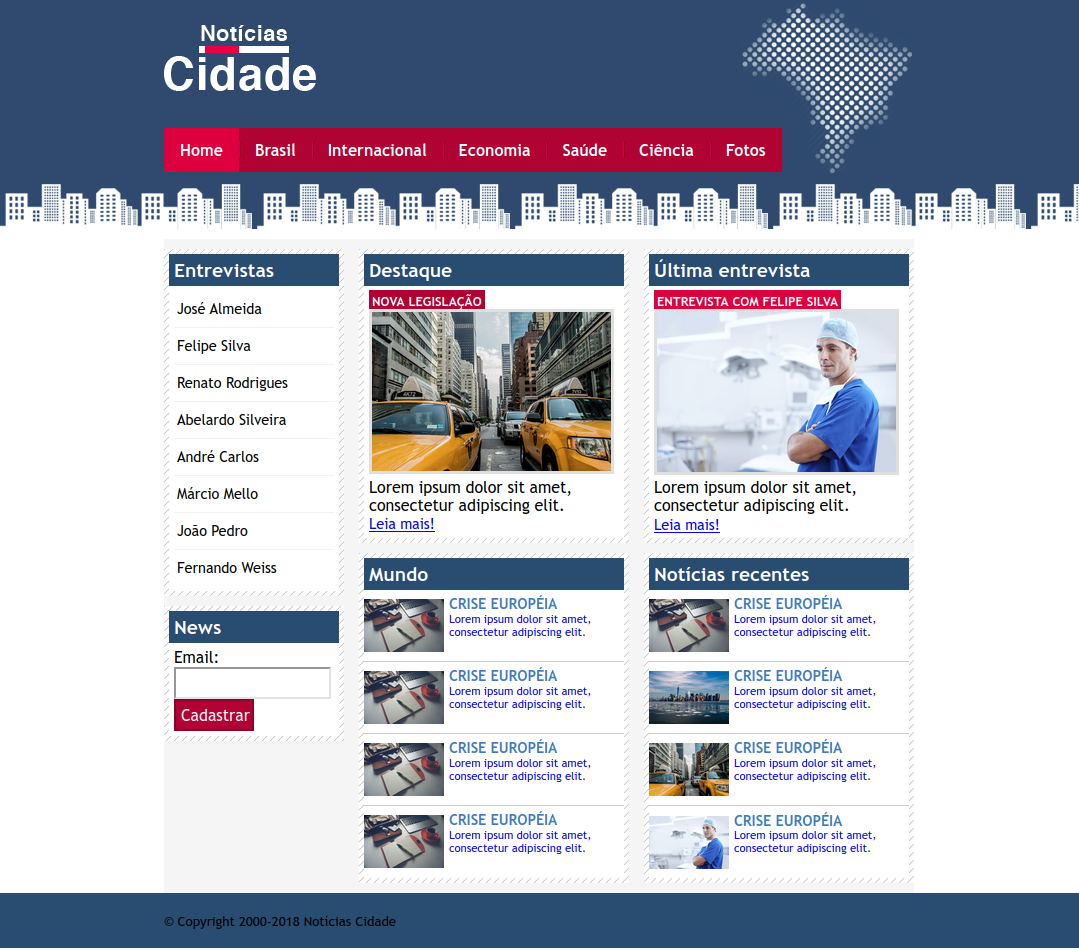 Notícias
Cidade
Home Brasil Internacional Economia Saúde Ciência Fotos
Entrevistas
José Almeida
Felipe Silva
Renato Rodrigues
Abelardo Silveira
André Carlos
Márcio Mello
João Pedro
Fernando Weiss
News
Email:
Cadastrar
Destaque
NOVA LEGISLAÇÃO
Lorem ipsum dolor sit amet,
consectetur adipiscing elit.
Leia mais!
Última entrevista
ENTREVISTA COM FELIPE SILVA
Lorem ipsum dolor sit amet,
consectetur adipiscing elit.
Leia mais!
Mundo
CRISE EUROPÉIA
Lorem ipsum dolor sit amet,
consectetur adipiscing elit.
CRISE EUROPÉIA
Lorem ipsum dolor sit amet,
consectetur adipiscing elit.
CRISE EUROPÉIA
Lorem ipsum dolor sit amet,
consectetur adipiscing elit.
CRISE EUROPÉIA
Lorem ipsum dolor sit amet,
consectetur adipiscing elit.
Notícias recentes
CRISE EUROPÉIA
Lorem ipsum dolor sit amet,
consectetur adipiscing elit.
CRISE EUROPÉIA
Lorem ipsum dolor sit amet,
consectetur adipiscing elit.
CRISE EUROPÉIA
Lorem ipsum dolor sit amet,
consectetur adipiscing elit.
CRISE EUROPÉIA
Lorem ipsum dolor sit amet,
consectetur adipiscing elit.
© Copyright 2000-2018 Notícias Cidade